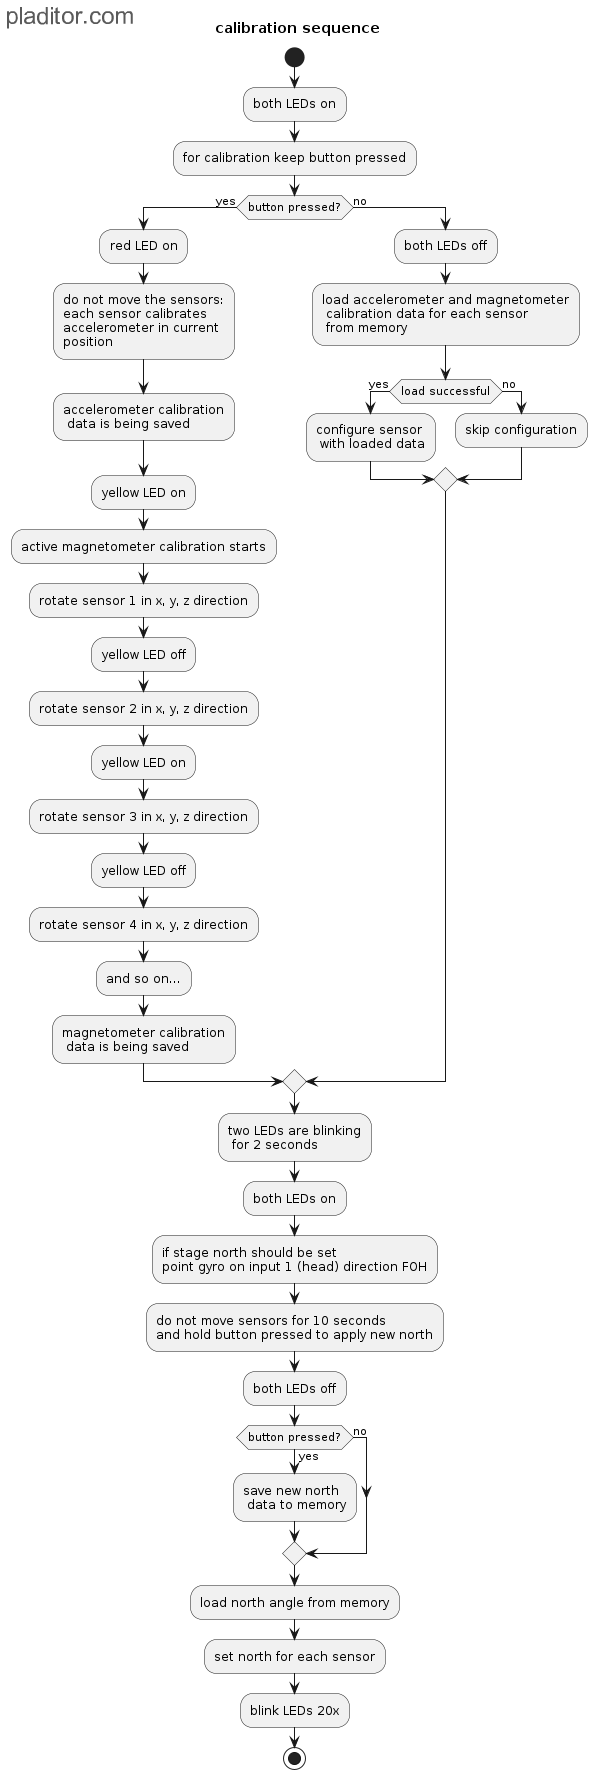 pladitor.com
calibration sequence
both LEDs on
for calibration keep button pressed
yes
button pressed?
no
red LED on
do not move the sensors:
each sensor calibrates
accelerometer in current
position
accelerometer calibration
data is being saved
yellow LED on
active magnetometer calibration starts
rotate sensor 1 in x, y, z direction
yellow LED off
rotate sensor 2 in x, y, z direction
yellow LED on
rotate sensor 3 in x, y, z direction
yellow LED off
rotate sensor 4 in x, y, z direction
and so on...
magnetometer calibration
data is being saved
both LEDs off
load accelerometer and magnetometer
calibration data for each sensor
from memory
yes
load successful
no
configure sensor
with loaded data
skip configuration
two LEDs are blinking
for 2 seconds
both LEDs on
if stage north should be set
point gyro on input 1 (head) direction FOH
do not move sensors for 10 seconds
and hold button pressed to apply new north
both LEDs off
button pressed?
no
yes
save new north
data to memory
load north angle from memory
set north for each sensor
blink LEDs 20x